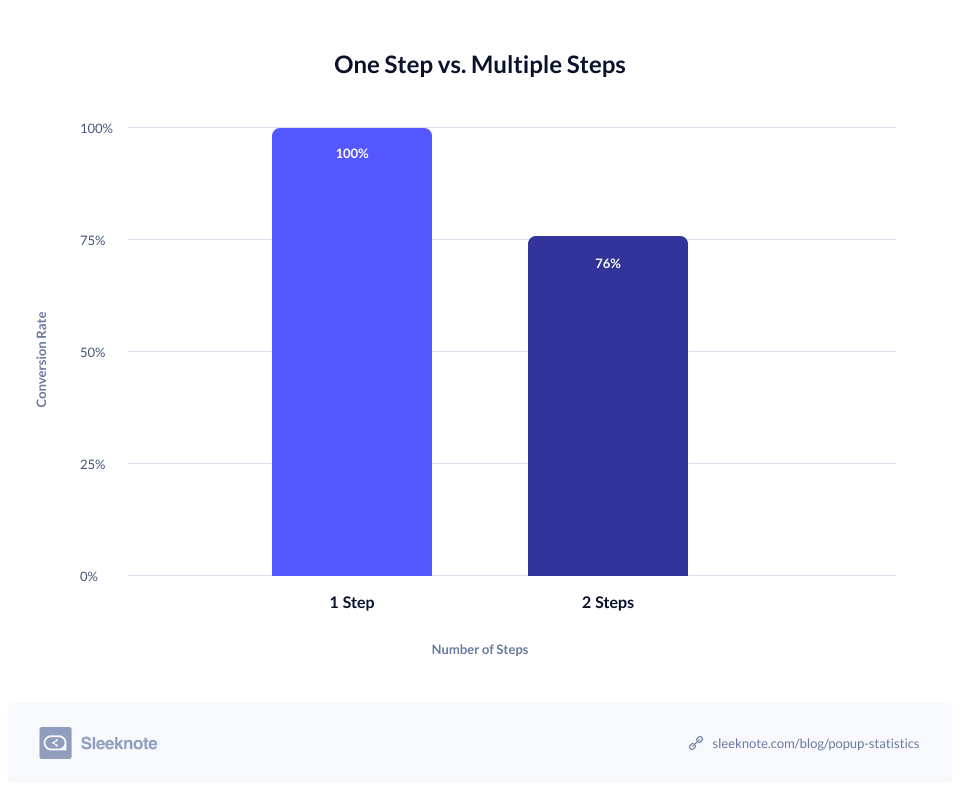 One Step vs. Multiple Steps
100%
100%
75%
76%
Conversion Rate
50%
25%
0%
1 Step
2 Steps
Number of Steps
Sleeknote
sleeknote.com/blog/popup-statistics